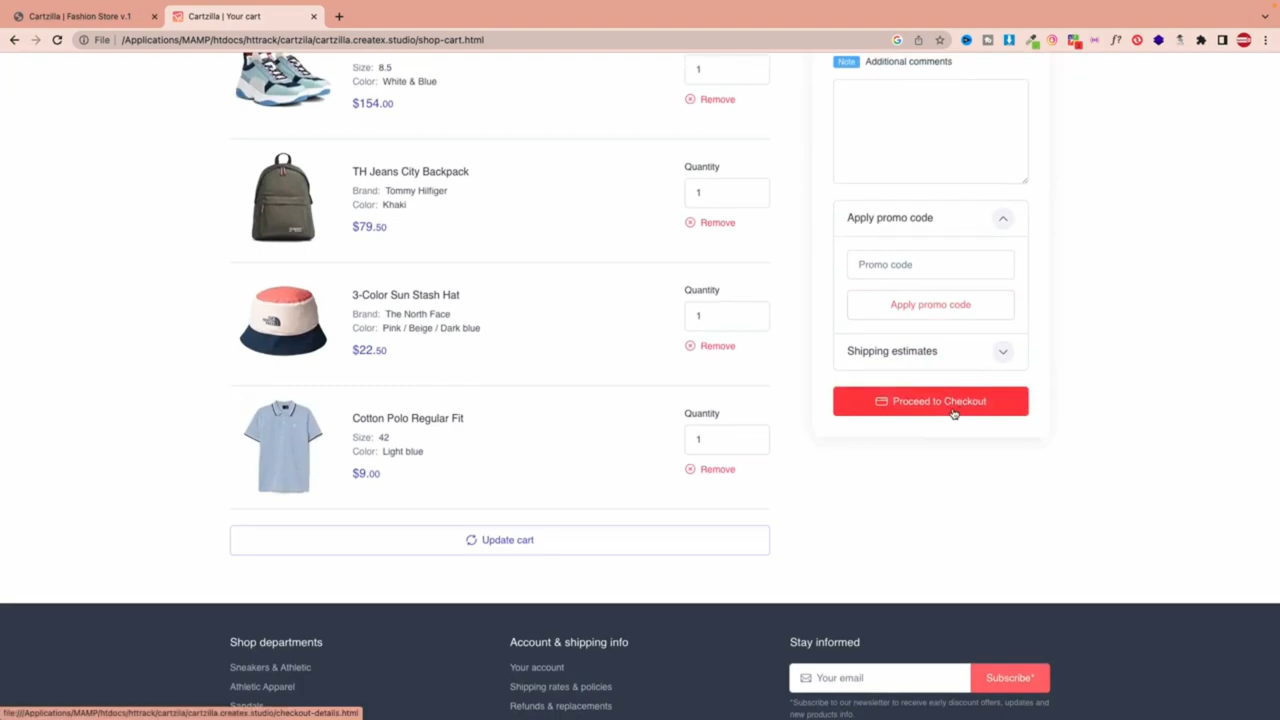 Cartzilla | Fashion Store v.1
Cartzilla | Your cart
File
/Applications/MAMP/htdocs/httrack/cartzila/cartzilla.createx.studio/shop-cart.html
Size: 8.5
Color: White & Blue
$154.00
1
Remove
TH Jeans City Backpack
Brand: Tommy Hilfiger
Color: Khaki
$79.50
Quantity
1
Remove
3-Color Sun Stash Hat
Brand: The North Face
Color: Pink / Beige / Dark blue
$22.50
Quantity
1
Remove
Cotton Polo Regular Fit
Size: 42
Color: Light blue
$9.00
Quantity
1
Remove
Update cart
Note Additional comments
Apply promo code
Promo code
Apply promo code
Shipping estimates
Proceed to Checkout
Shop departments
Sneakers & Athletic
Athletic Apparel
Sandals
Account & shipping info
Your account
Shipping rates & policies
Refunds & replacements
Stay informed
Your email
Subscribe*
*Subscribe to our newsletter to receive early discount offers, updates and
new products info.
file:///Applications/MAMP/htdocs/httrack/cartzila/cartzilla.createx.studio/checkout-details.html